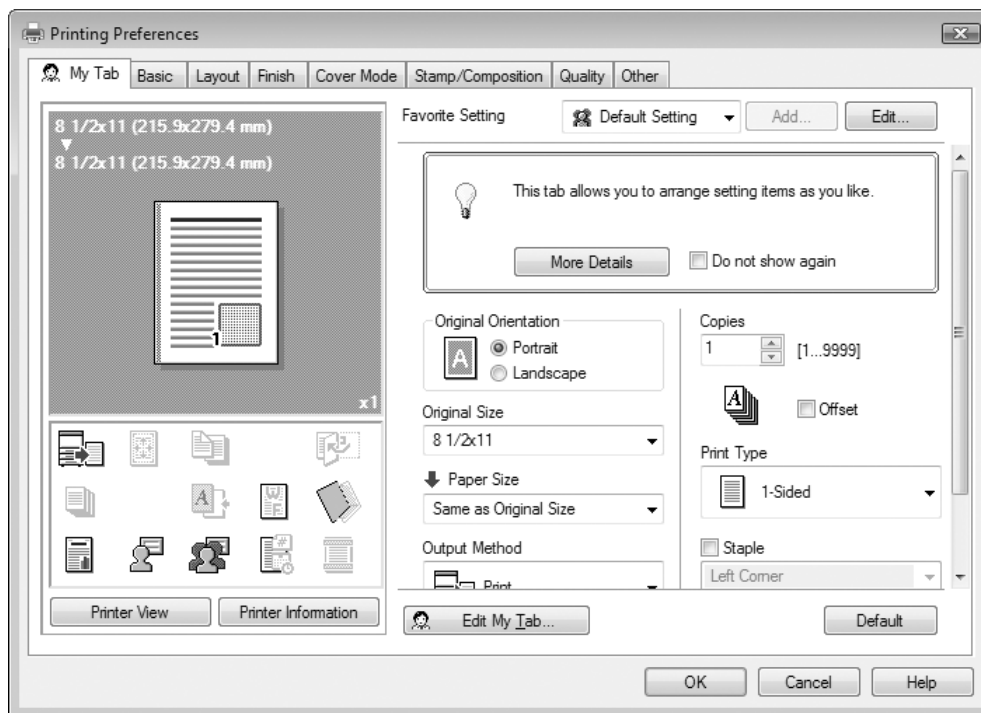 Printing Preferences
My Tab Basic Layout Finish Cover Mode Stamp/Composition Quality Other
8 1/2x11 (215.9x279.4 mm)
8 1/2x11 (215.9x279.4 mm)
1
x1
Printer View Printer Information
Favorite Setting Default Setting Add... Edit...
This tab allows you to arrange setting items as you like.
More Details Do not show again
Original Orientation
A
Portrait
Landscape
Original Size
8 1/2x11
Paper Size
Same as Original Size
Output Method
Print
Copies
1 [1...9999]
A
Offset
Print Type
1-Sided
Staple
Left Corner
Edit My Tab... Default
OK Cancel Help